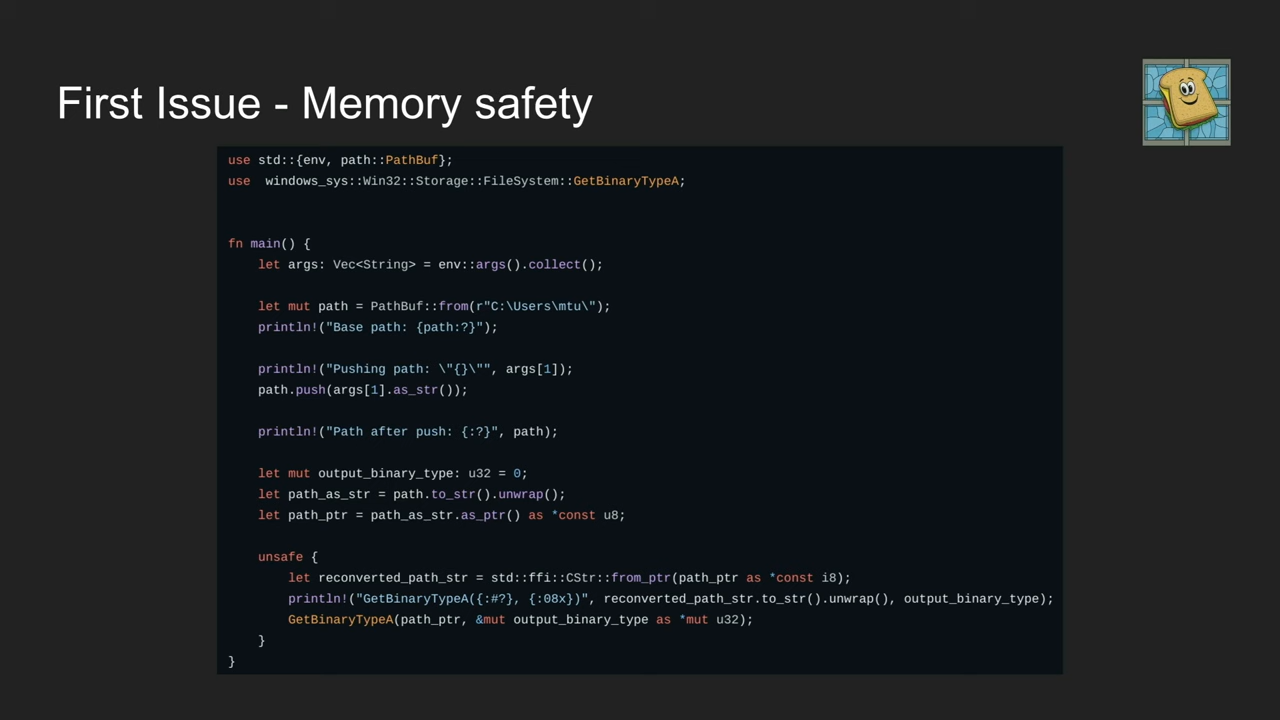 First Issue - Memory safety
use std::{env, path::PathBuf};
use  windows_sys::Win32::Storage::FileSystem::GetBinaryTypeA;
fn main() {
    let args: Vec<String> = env::args().collect();
    let mut path = PathBuf::from(r"C:\Users\mtu\");
    println!("Base path: {path:?}");
    println!("Pushing path: \"{}\"", args[1]);
    path.push(args[1].as_str());
    println!("Path after push: {:?}", path);
    let mut output_binary_type: u32 = 0;
    let path_as_str = path.to_str().unwrap();
    let path_ptr = path_as_str.as_ptr() as *const u8;
    unsafe {
        let reconverted_path_str = std::ffi::CStr::from_ptr(path_ptr as *const i8);
        println!("GetBinaryTypeA({:#?}, {:08x})", reconverted_path_str.to_str().unwrap(), output_binary_type);
        GetBinaryTypeA(path_ptr, &mut output_binary_type as *mut u32);
    }
}